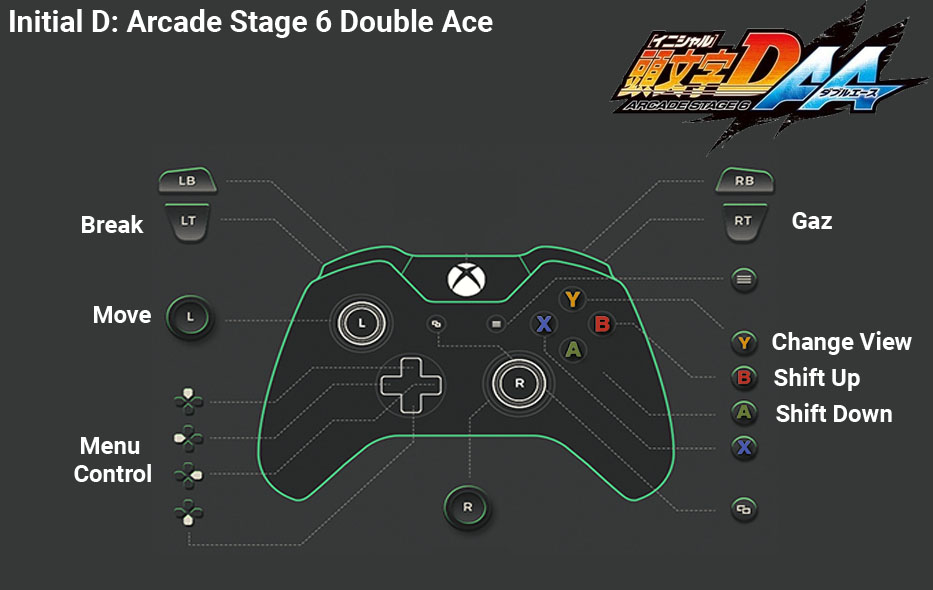 Initial D: Arcade Stage 6 Double Ace
[イニシャル]
頭文字D AA
ダブルエース
ARCADE STAGE 6
LB
RB
LT
RT
Break
Gaz
Move
L
L
X
Y
B
A
R
Y
Change View
B
Shift Up
A
Shift Down
X
Menu
Control
R